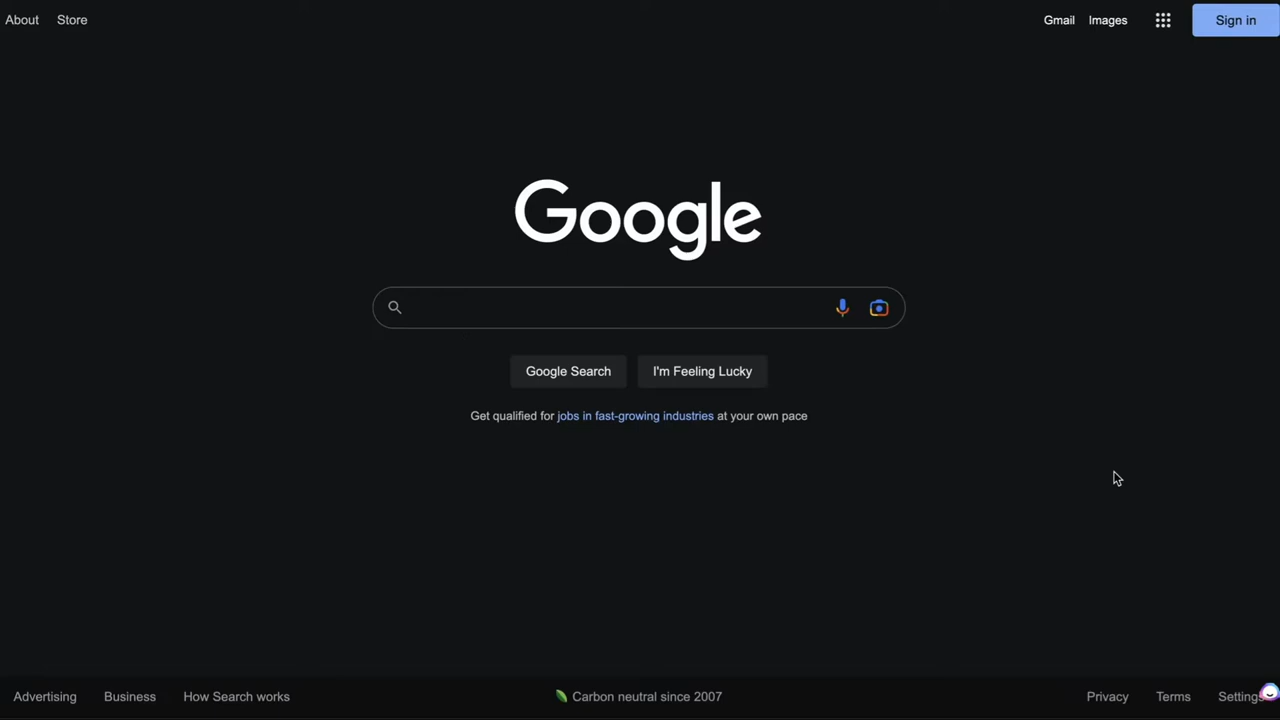 About Store Gmail Images Sign in
Google
Google Search I'm Feeling Lucky
Get qualified for jobs in fast-growing industries at your own pace
Advertising Business How Search works Carbon neutral since 2007 Privacy Terms Settings